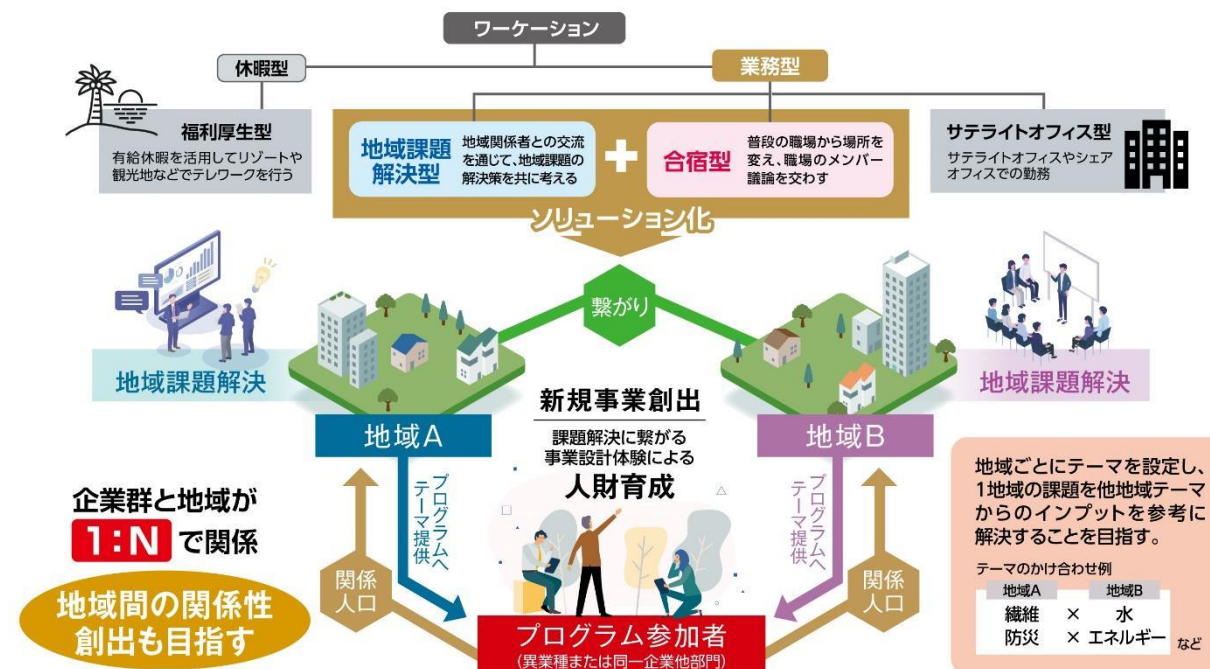 ワーケーション
休暇型
業務型
福利厚生型
有給休暇を活用してリゾートや
観光地などでテレワークを行う
地域課題
解決型
地域関係者との交流
を通じて、地域課題の
解決策を共に考える
合宿型
普段の職場から場所を
変え、職場のメンバー
議論を交わす
サテライトオフィス型
サテライトオフィスやシェア
オフィスでの勤務
ソリューション化
繋がり
地域課題解決
地域課題解決
地域A
地域B
新規事業創出
課題解決に繋がる
事業設計体験による
人財育成
プログラムへ
テーマ提供
プログラムへ
テーマ提供
関係
人口
関係
人口
企業群と地域が
1:N で関係
地域間の関係性
創出も目指す
プログラム参加者
(異業種または同一企業他部門)
地域ごとにテーマを設定し、
1地域の課題を他地域テーマ
からのインプットを参考に
解決することを目指す。
テーマのかけ合わせ例
地域A 地域B
繊維 × 水
防災 × エネルギー など